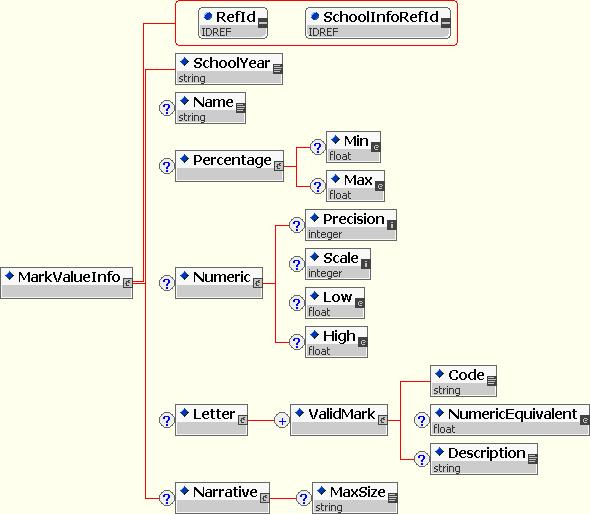 RefId
IDREF
SchoolInfoRefId
IDREF
SchoolYear
string
? Name
string
? Percentage
? Min
float
? Max
float
MarkValueInfo
? Numeric
? Precision
integer
? Scale
integer
? Low
float
? High
float
? Letter
+ ValidMark
Code
string
? NumericEquivalent
float
? Description
string
? Narrative
? MaxSize
string